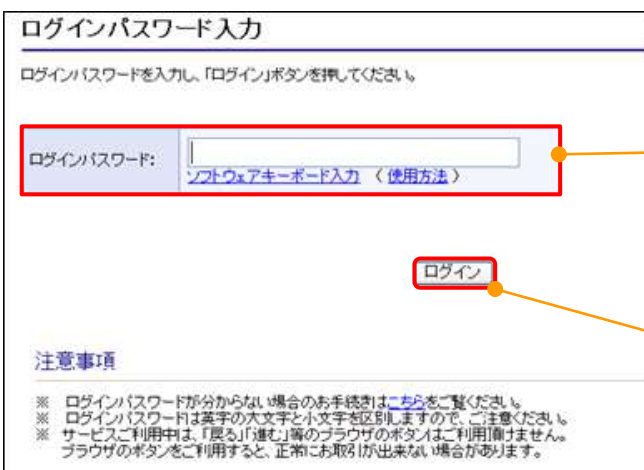 ログインパスワード入力
ログインパスワードを入力し、「ログイン」ボタンを押してください。
ログインパスワード:
ソフトウェアキーボード入力 (使用方法)
ログイン
注意事項
※ ログインパスワードが分からない場合のお手続きはこちらをご覧ください。
※ ログインパスワードは英字の大文字と小文字を区別しますので、ご注意ください。
※ サービスご利用中は、「戻る」「進む」等のブラウザのボタンはご利用頂けません。
ブラウザのボタンをご利用すると、正常にお取引が出来ない場合があります。